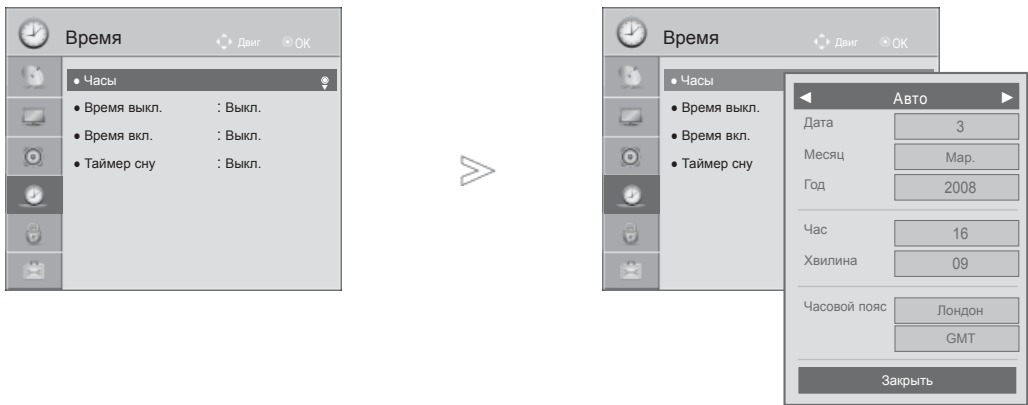 Время Двиг OK
• Часы
• Время выкл. : Выкл.
• Время вкл. : Выкл.
• Таймер сну : Выкл.
Время Двиг OK
• Часы
• Время выкл.
• Время вкл.
• Таймер сну
◄ Авто ►
Дата 3
Месяц Мар.
Год 2008
Час 16
Хвилина 09
Часовой пояс Лондон
GMT
Закрыть